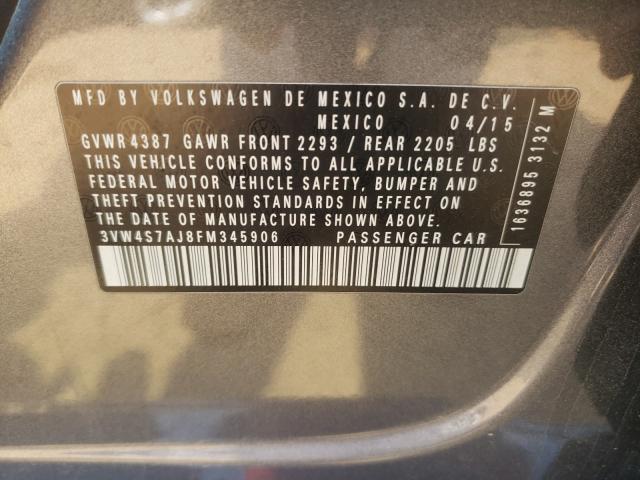 MFD BY VOLKSWAGEN DE MEXICO S.A. DE C.V.
MEXICO 04/15
GVWR 4387 GAWR FRONT 2293 / REAR 2205 LBS
THIS VEHICLE CONFORMS TO ALL APPLICABLE U.S.
FEDERAL MOTOR VEHICLE SAFETY, BUMPER AND
THEFT PREVENTION STANDARDS IN EFFECT ON
THE DATE OF MANUFACTURE SHOWN ABOVE.
3VW4S7AJ8FM345906 PASSENGER CAR
1636895 3132 M